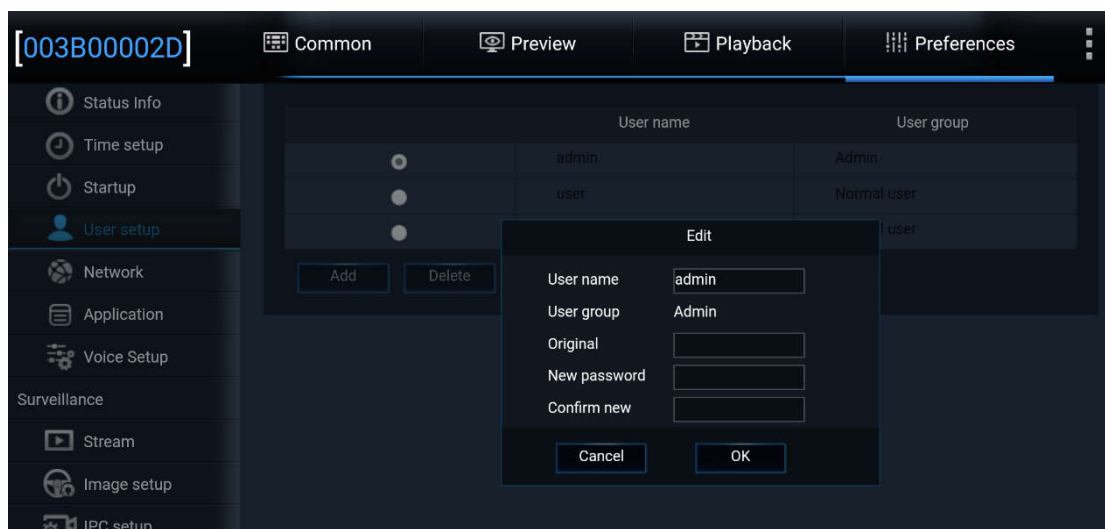 [003B00002D]
Common
Preview
Playback
Preferences
Status Info
Time setup
Startup
User setup
Network
Application
Voice Setup
Surveillance
Stream
Image setup
IPC setup
User name User group
admin Admin
user Normal user
user
Add Delete
Edit
User name admin
User group Admin
Original
New password
Confirm new
Cancel OK